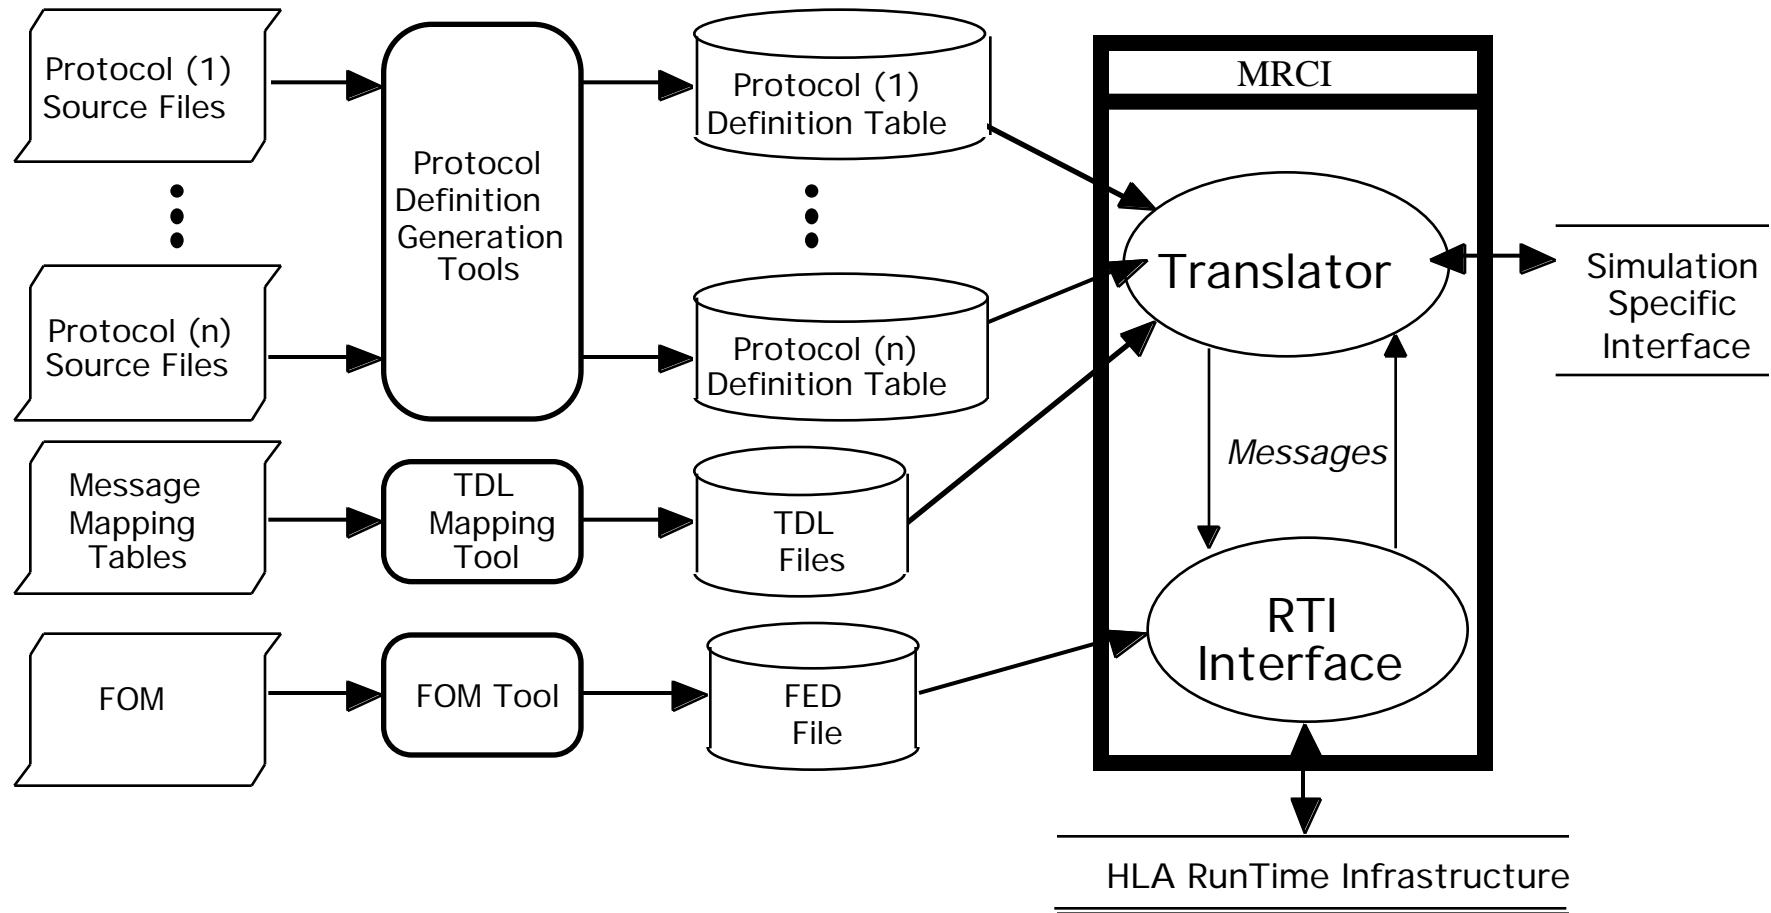 Protocol (1)
Source Files
Protocol (n)
Source Files
Message
Mapping
Tables
FOM
Protocol
Definition
Generation
Tools
TDL
Mapping
Tool
FOM Tool
Protocol (1)
Definition Table
Protocol (n)
Definition Table
TDL
Files
FED
File
MRCI
Translator
Messages
RTI
Interface
Simulation
Specific
Interface
HLA RunTime Infrastructure